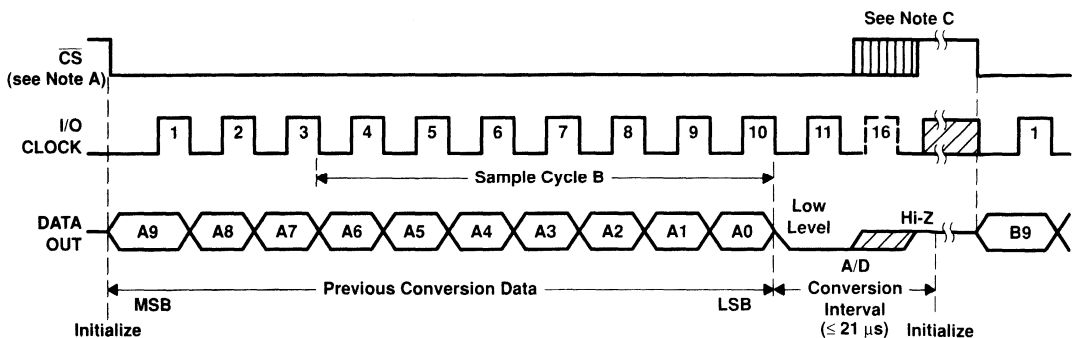 See Note C
CS
(see Note A)
I/O
CLOCK
1 2 3 4 5 6 7 8 9 10 11 16 1
Sample Cycle B
DATA
OUT
A9 A8 A7 A6 A5 A4 A3 A2 A1 A0
Low
Level
Hi-Z
B9
A/D
Conversion
Interval
(≤ 21 μs)
Previous Conversion Data
MSB
LSB
Initialize
Initialize